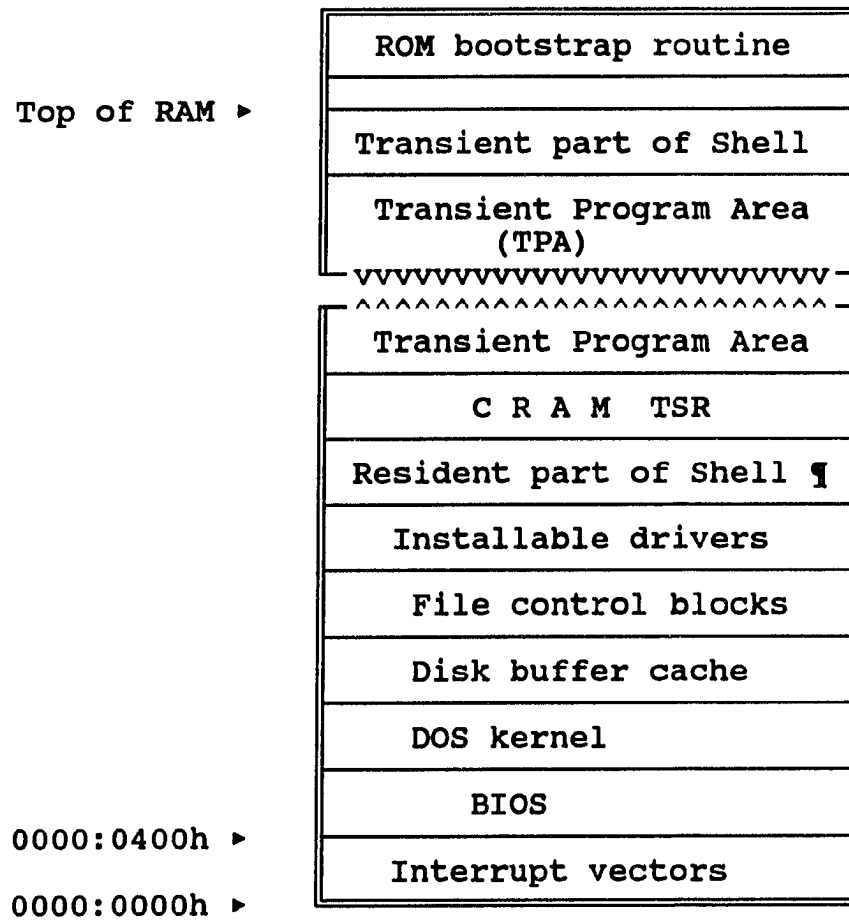 ROM bootstrap routine
Top of RAM ►
Transient part of Shell
Transient Program Area
(TPA)
VVVVVVVVVVVVVVVVVVVVVVVV
^^^^^^^^^^^^^^^^^^^^^^^^
Transient Program Area
C R A M TSR
Resident part of Shell ¶
Installable drivers
File control blocks
Disk buffer cache
DOS kernel
BIOS
0000:0400h ►
Interrupt vectors
0000:0000h ►